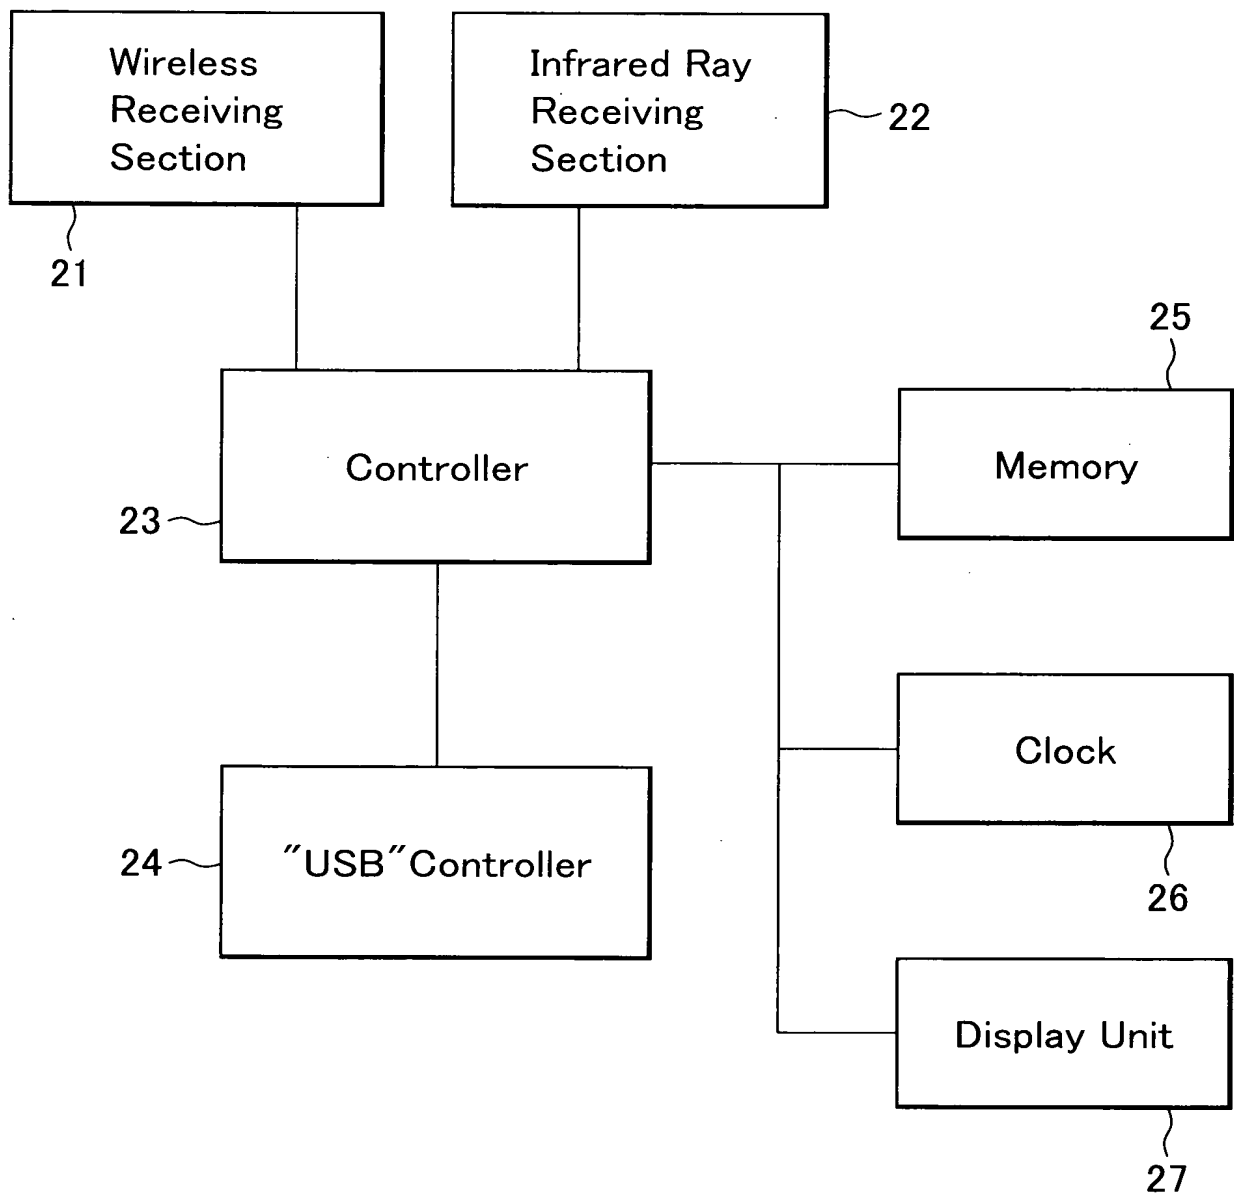 Wireless
Receiving
Section
21
Infrared Ray
Receiving
Section
22
Controller
23
25
Memory
Clock
26
"USB"Controller
24
Display Unit
27